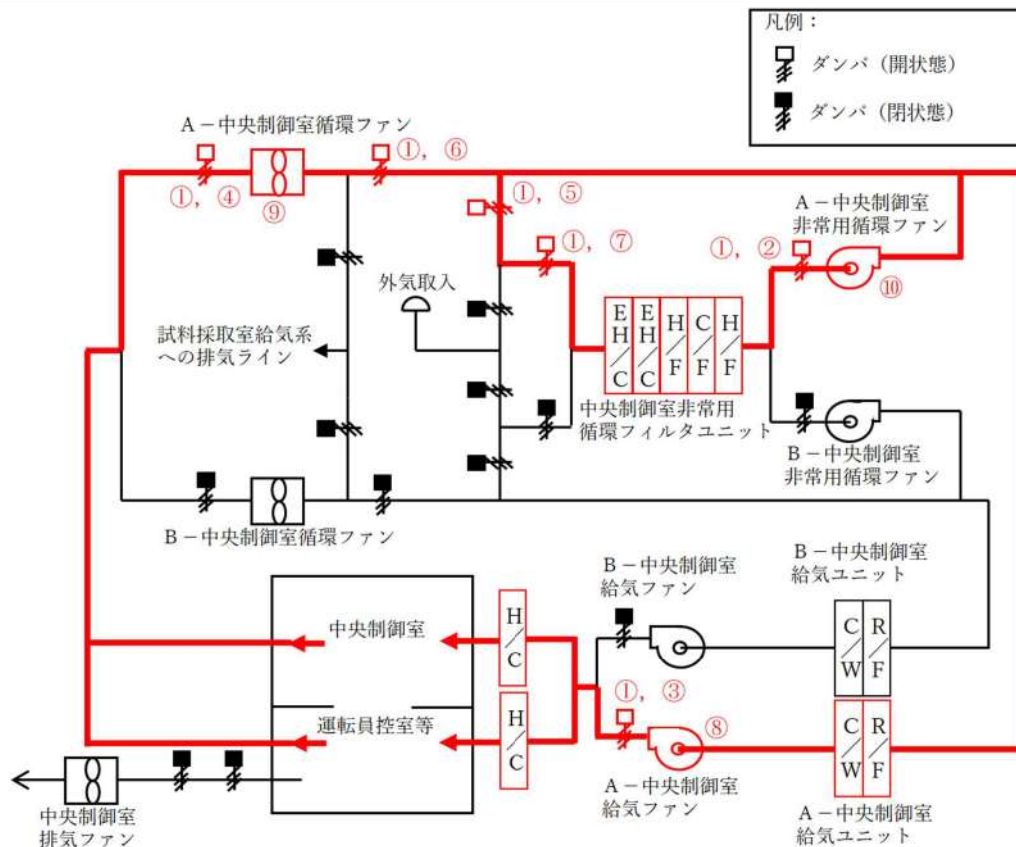 凡例：
ダンパ（開状態）
ダンパ（閉状態）
A－中央制御室循環ファン
①，⑥
①，④
⑨
①，⑤
A－中央制御室
非常用循環ファン
①，⑦
①，②
⑩
外気取入
試料採取室給気系
への排気ライン
E H／C
E H／C
H／F
C／F
H／F
中央制御室非常用
循環フィルタユニット
B－中央制御室
非常用循環ファン
B－中央制御室循環ファン
B－中央制御室
給気ファン
B－中央制御室
給気ユニット
C／W
R／F
中央制御室
H／C
①，③
⑧
運転員控室等
H／C
C／W
R／F
中央制御室
排気ファン
A－中央制御室
給気ファン
A－中央制御室
給気ユニット